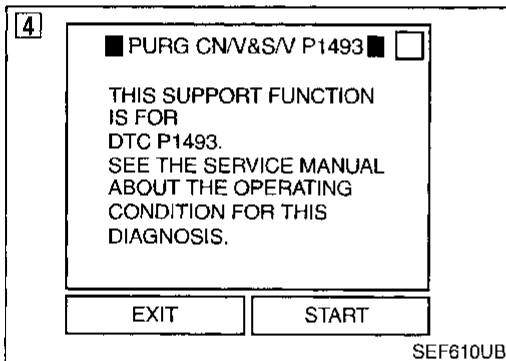 4
PURG CN/V&S/V P1493
THIS SUPPORT FUNCTION
IS FOR
DTC P1493.
SEE THE SERVICE MANUAL
ABOUT THE OPERATING
CONDITION FOR THIS
DIAGNOSIS.
EXIT START
SEF610UB